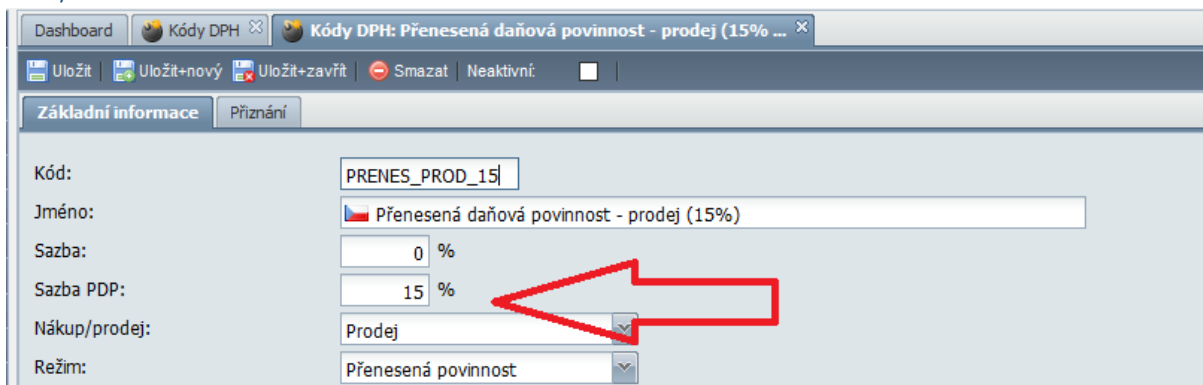 Dashboard Kódy DPH Kódy DPH: Přenesená daňová povinnost - prodej (15% ...
Uložit Uložit+nový Uložit+zavřít Smazat Neaktivní:
Základní informace Přiznání
Kód: PRENES_PROD_15
Jméno: Přenesená daňová povinnost - prodej (15%)
Sazba: 0 %
Sazba PDP: 15 %
Nákup/prodej: Prodej
Režim: Přenesená povinnost